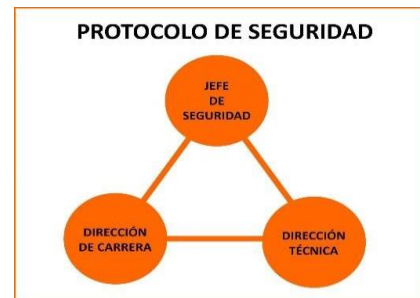 PROTOCOLO DE SEGURIDAD
JEFE
DE
SEGURIDAD
DIRECCIÓN
DE CARRERA
DIRECCIÓN
TÉCNICA